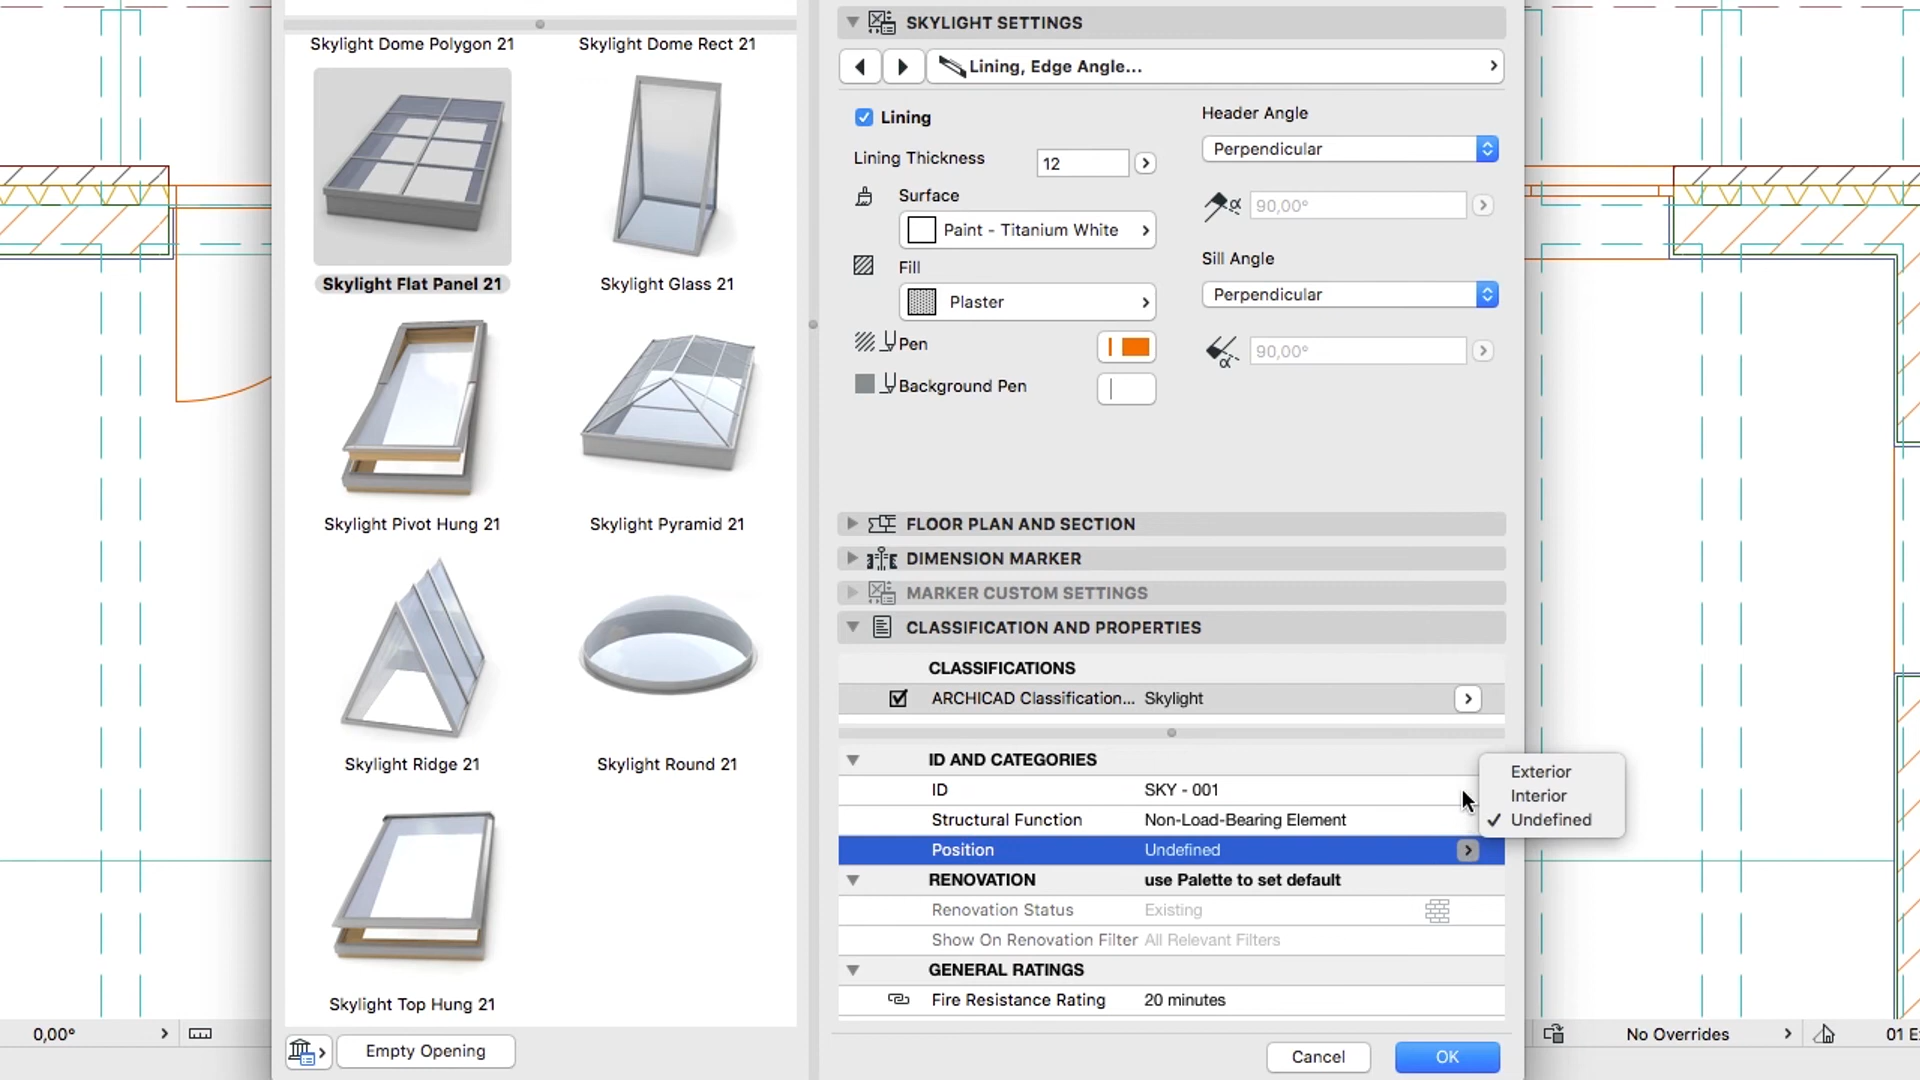 Skylight Dome Polygon 21
Skylight Dome Rect 21
Skylight Flat Panel 21
Skylight Glass 21
Skylight Pivot Hung 21
Skylight Pyramid 21
Skylight Ridge 21
Skylight Round 21
Skylight Top Hung 21
Empty Opening
SKYLIGHT SETTINGS
Lining, Edge Angle...
Lining
Lining Thickness
12
Surface
Paint - Titanium White
Fill
Plaster
Pen
Background Pen
Header Angle
Perpendicular
α
90,00°
Sill Angle
Perpendicular
α
90,00°
FLOOR PLAN AND SECTION
DIMENSION MARKER
MARKER CUSTOM SETTINGS
CLASSIFICATION AND PROPERTIES
CLASSIFICATIONS
ARCHICAD Classification... Skylight
ID AND CATEGORIES
ID SKY - 001
Structural Function Non-Load-Bearing Element
Position Undefined
Exterior
Interior
✓ Undefined
RENOVATION use Palette to set default
Renovation Status Existing
Show On Renovation Filter All Relevant Filters
GENERAL RATINGS
Fire Resistance Rating 20 minutes
Cancel
OK
0,00°
No Overrides